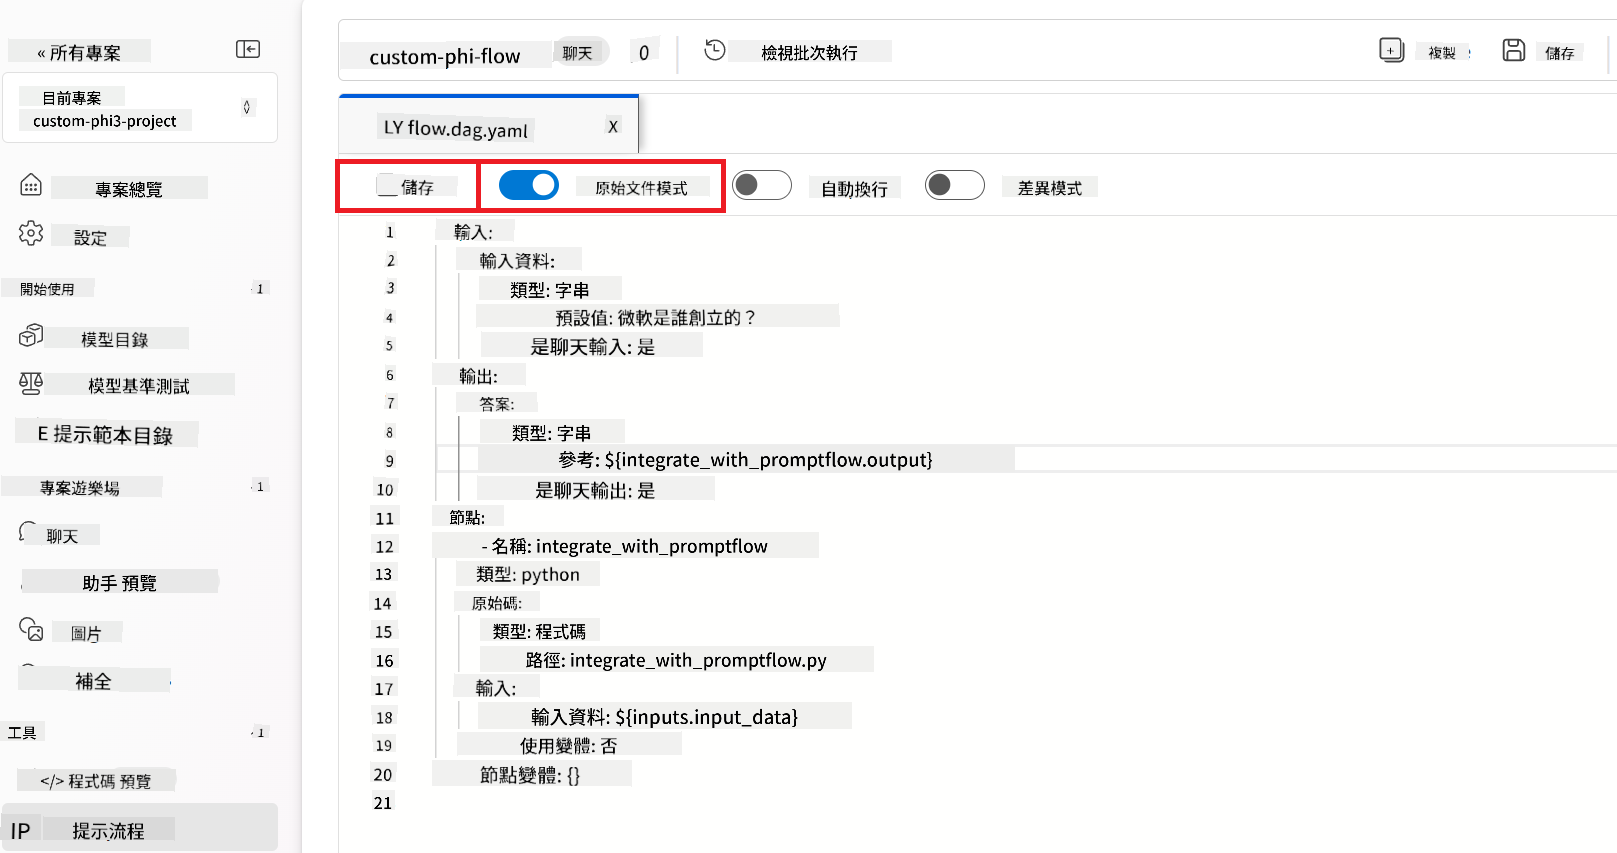 « 所有專案
目前專案
custom-phi3-project
專案總覽
設定
開始使用
1
模型目錄
模型基準測試
E 提示範本目錄
專案遊樂場
1
聊天
助手 預覽
圖片
補全
工具
1
</> 程式碼 預覽
IP 提示流程
custom-phi-flow 聊天 0 檢視批次執行 複製 儲存
LY flow.dag.yaml X
儲存 原始文件模式 自動換行 差異模式
1 輸入:
2 輸入資料:
3 類型: 字串
4 預設值: 微軟是誰創立的？
5 是聊天輸入: 是
6 輸出:
7 答案:
8 類型: 字串
9 參考: ${integrate_with_promptflow.output}
10 是聊天輸出: 是
11 節點:
12 - 名稱: integrate_with_promptflow
13 類型: python
14 原始碼:
15 類型: 程式碼
16 路徑: integrate_with_promptflow.py
17 輸入:
18 輸入資料: ${inputs.input_data}
19 使用變體: 否
20 節點變體: {}
21